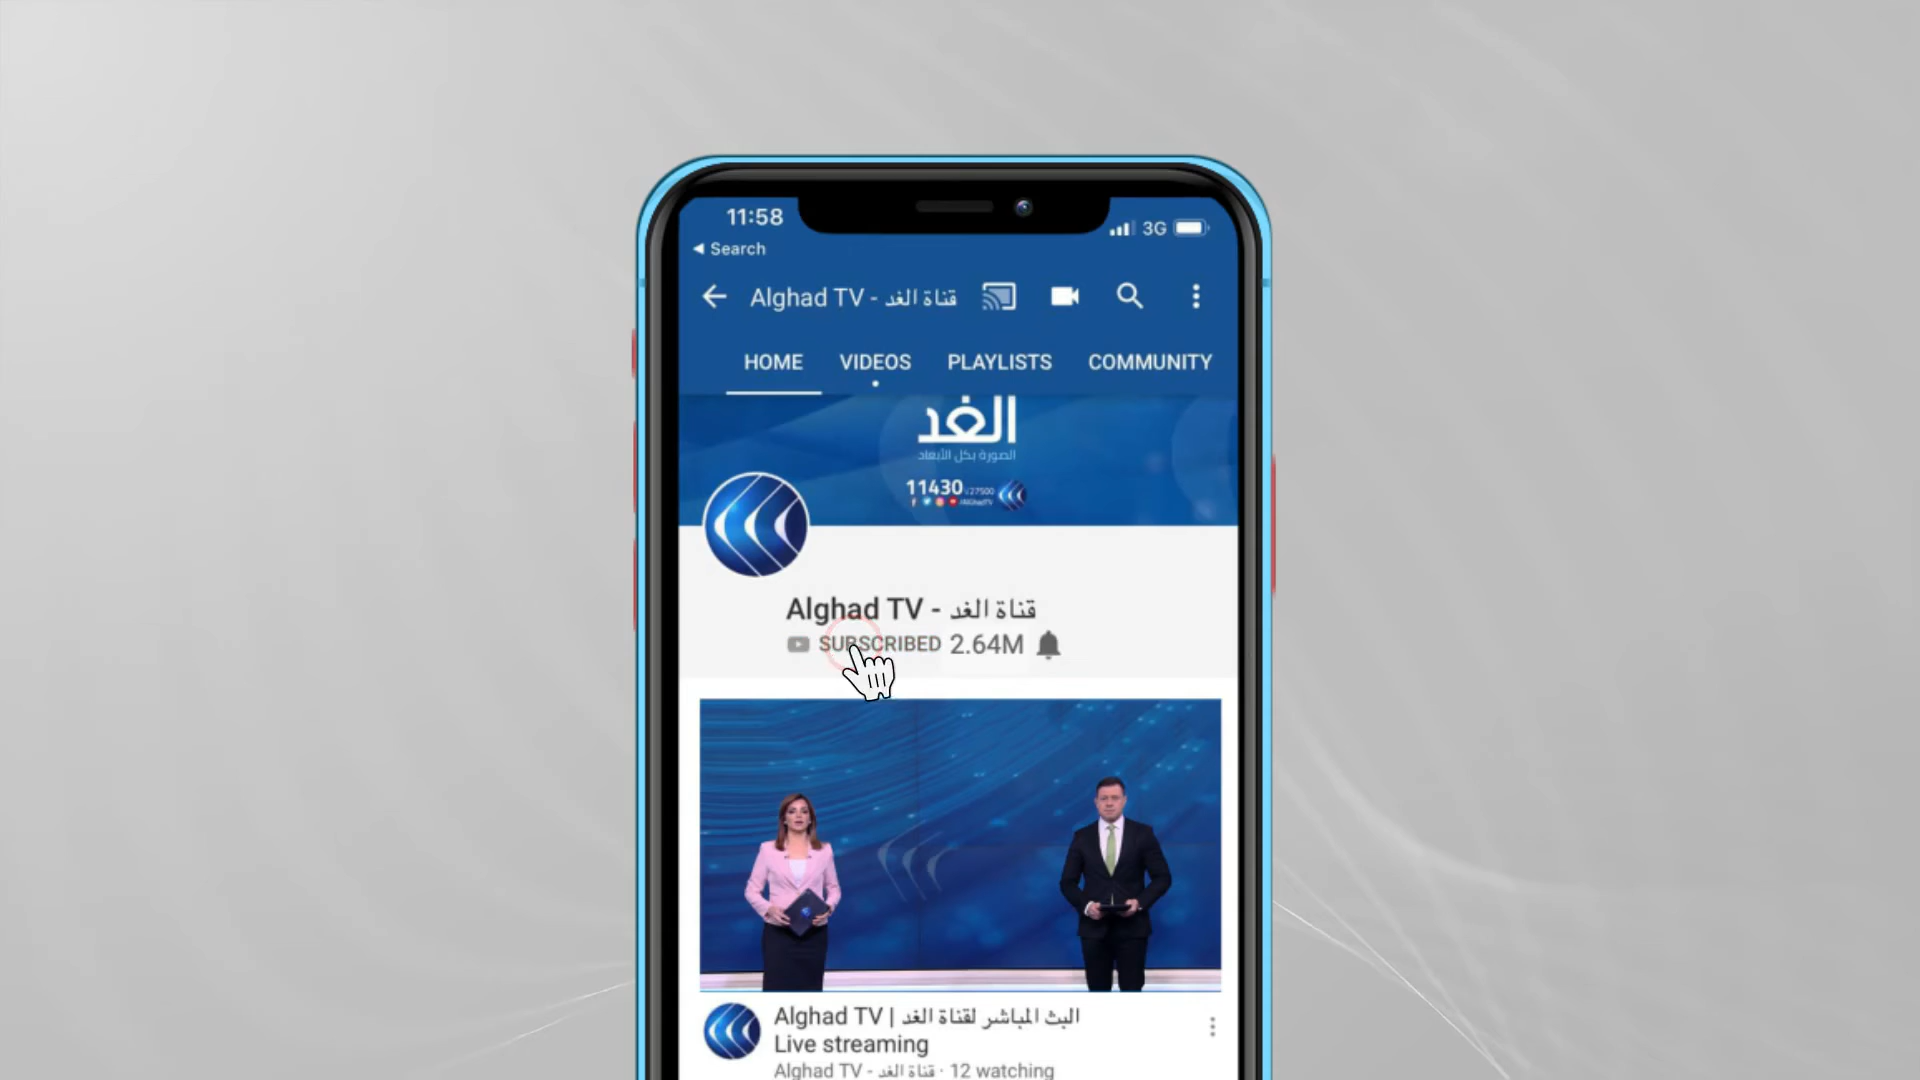 11:58
3G
◀ Search
Alghad TV - قناة الغد
HOME VIDEOS PLAYLISTS COMMUNITY
الغد
الصورة بكل الأبعاد
11430 27500
AlGhadTV
Alghad TV - قناة الغد
SUBSCRIBED 2.64M
Alghad TV | البث المباشر لقناة الغد
Live streaming
Alghad TV - قناة الغد · 12 watching